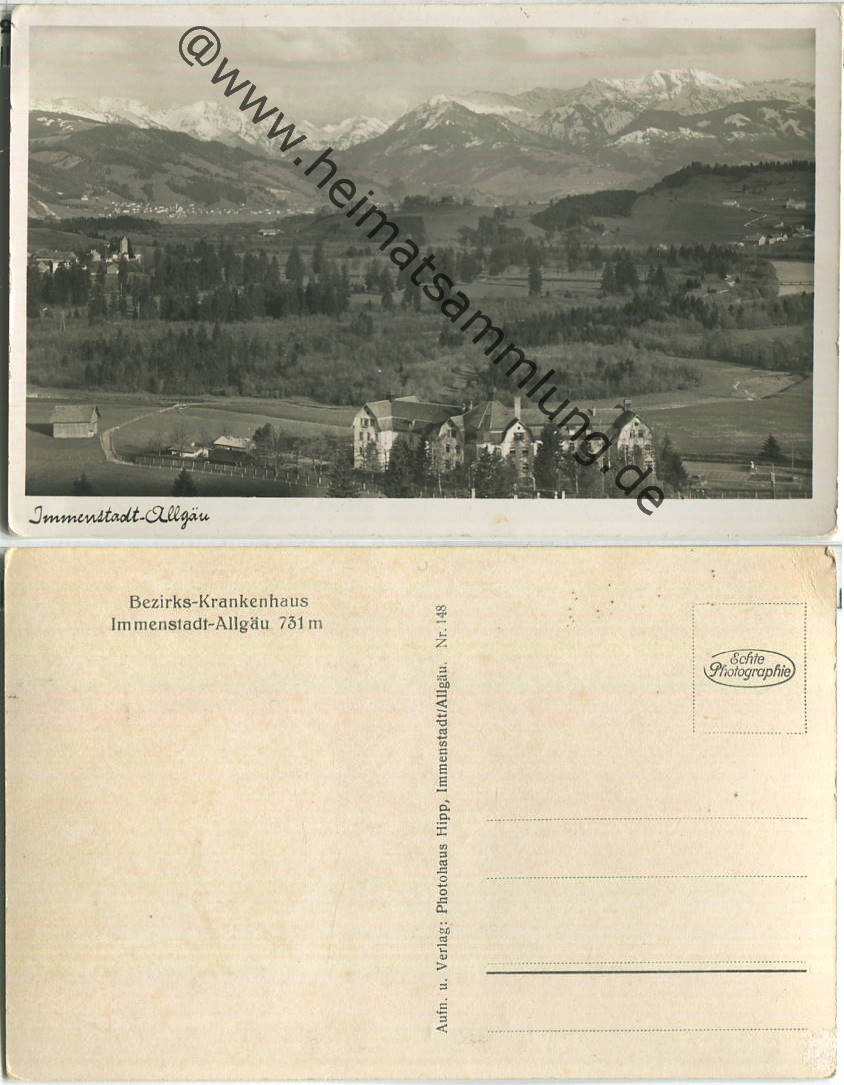 @www.heimatsammlung.de
Immenstadt-Allgäu
Bezirks-Krankenhaus
Immenstadt-Allgäu 731 m
Aufn. u. Verlag: Photohaus Hipp, Immenstadt/Allgäu. Nr. 148
Echte
Photographie